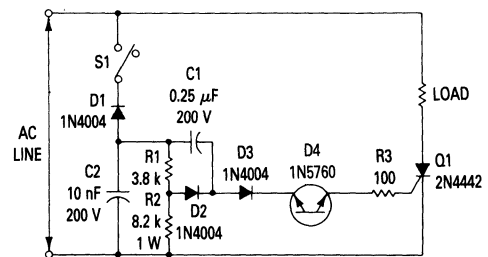 S1
C1
0.25 μF
200 V
D1
1N4004
LOAD
AC
LINE
C2
10 nF
200 V
R1
3.8 k
R2
8.2 k
1 W
D2
1N4004
D3
1N4004
D4
1N5760
R3
100
Q1
2N4442